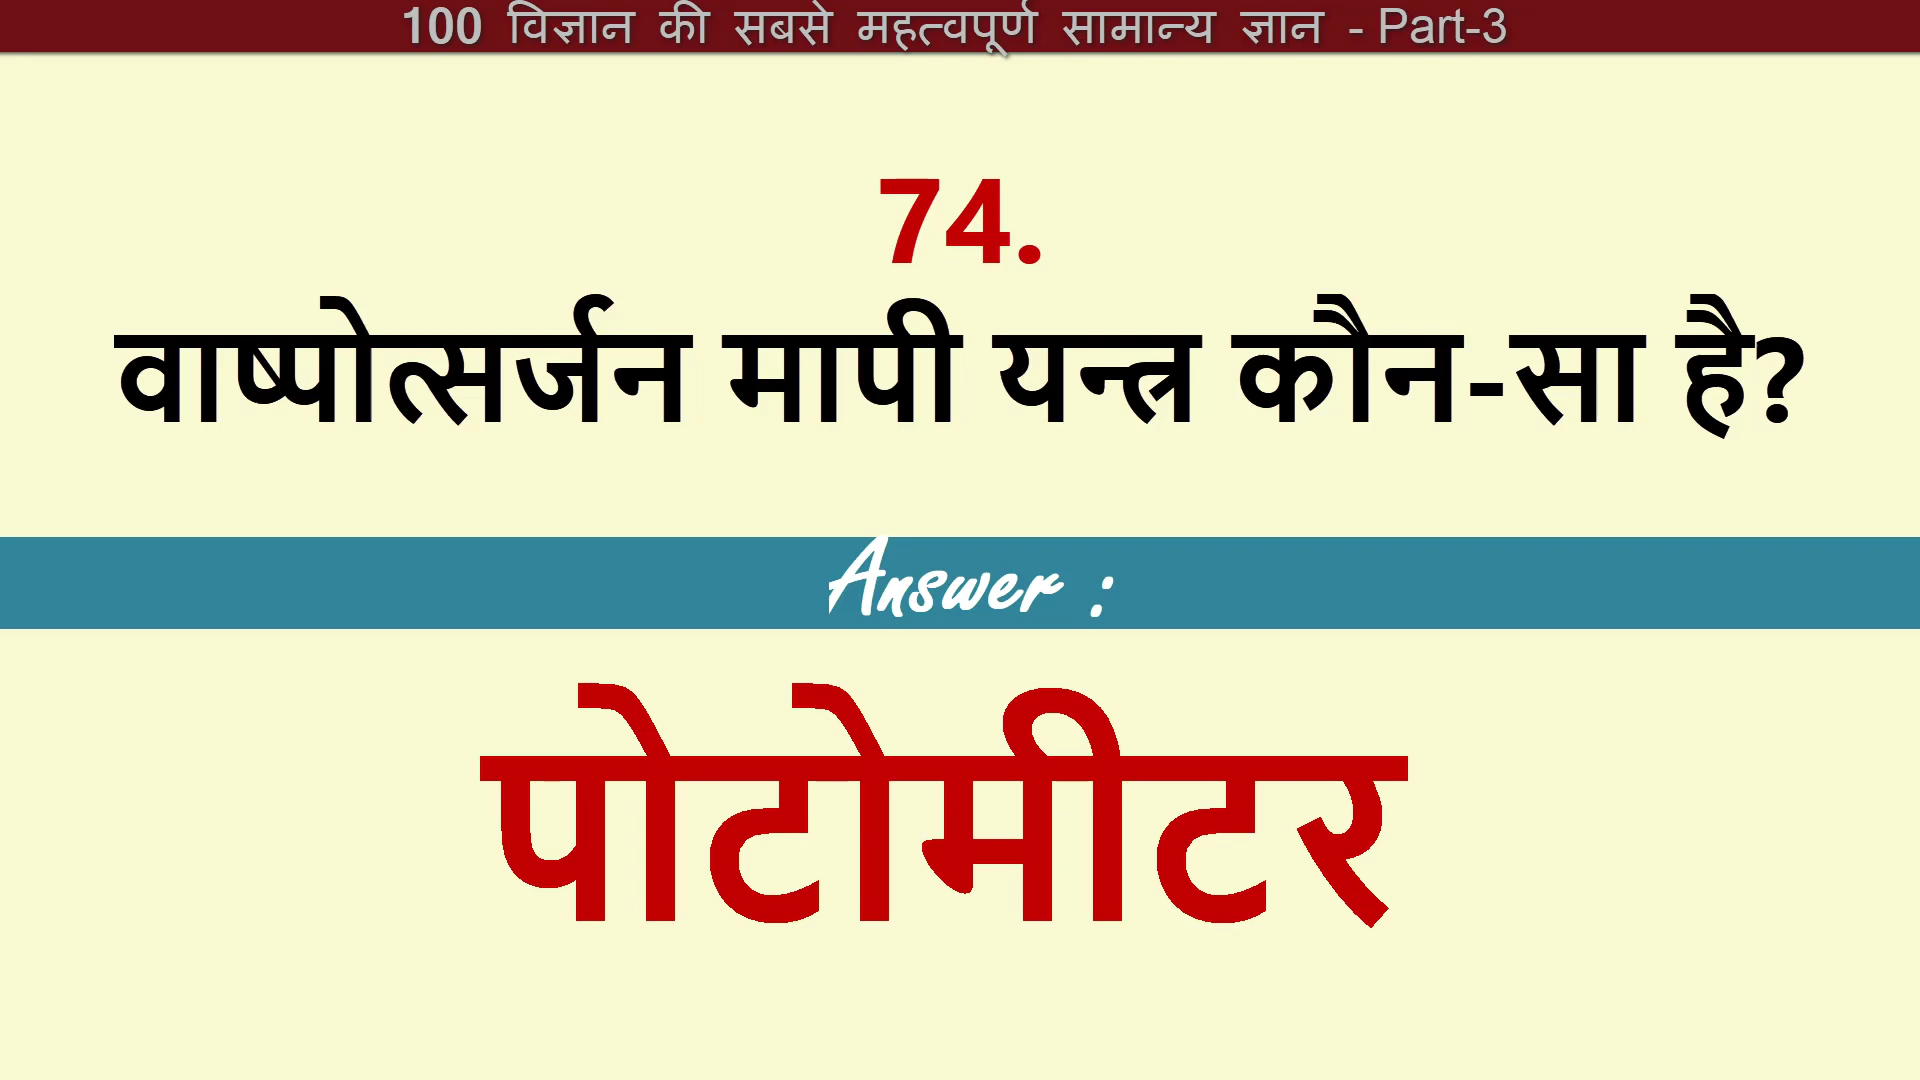 100 विज्ञान की सबसे महत्वपूर्ण सामान्य ज्ञान - Part-3
74.
वाष्पोत्सर्जन मापी यन्त्र कौन-सा है?
Answer :
पोटोमीटर